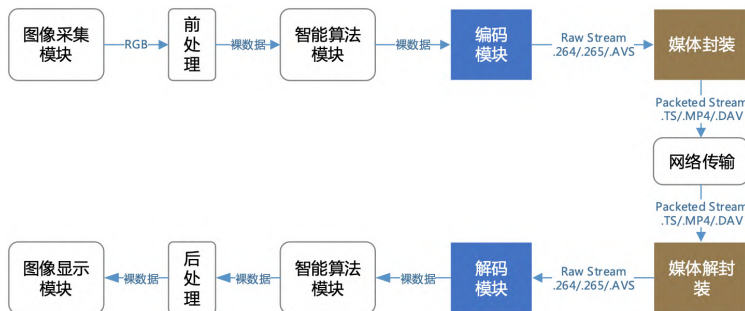 图像采集
模块
RGB
前
处
理
裸数据
智能算法
模块
裸数据
编码
模块
Raw Stream
.264/.265/.AVS
媒体封装
Packeted Stream
.TS/.MP4/.DAV
网络传输
Packeted Stream
.TS/.MP4/.DAV
图像显示
模块
裸数据
后
处
理
裸数据
智能算法
模块
裸数据
解码
模块
Raw Stream
.264/.265/.AVS
媒体解封
装